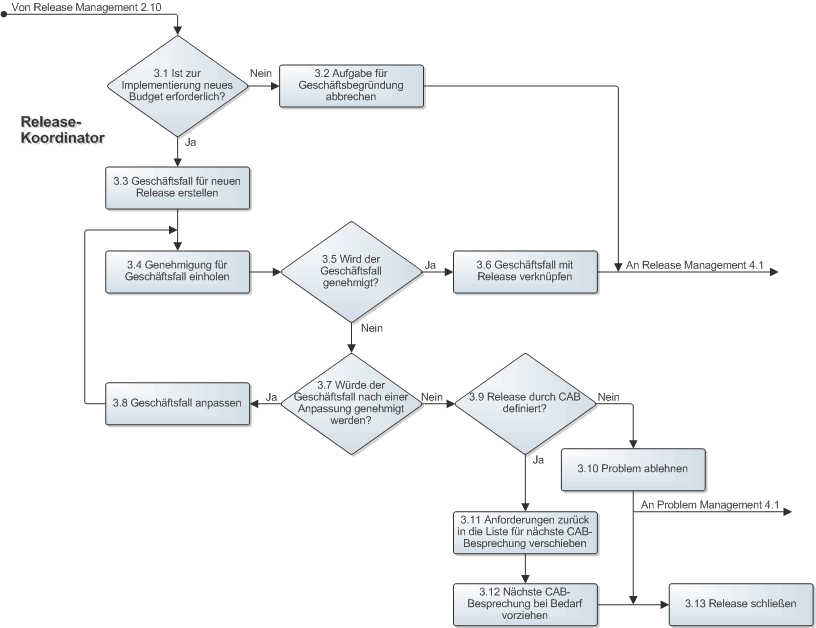 Von Release Management 2.10
3.1 Ist zur
Implementierung neues
Budget erforderlich?
Nein
3.2 Aufgabe für
Geschäftsbegründung
abbrechen
Release-
Koordinator
Ja
3.3 Geschäftsfall für neuen
Release erstellen
3.4 Genehmigung für
Geschäftsfall einholen
3.5 Wird der
Geschäftsfall
genehmigt?
Ja
3.6 Geschäftsfall mit
Release verknüpfen
An Release Management 4.1
Nein
3.8 Geschäftsfall anpassen
Ja
3.7 Würde der
Geschäftsfall nach einer
Anpassung genehmigt
werden?
Nein
3.9 Release durch CAB
definiert?
Nein
Ja
3.10 Problem ablehnen
An Problem Management 4.1
3.11 Anforderungen zurück
in die Liste für nächste CAB-
Besprechung verschieben
3.12 Nächste CAB-
Besprechung bei Bedarf
vorziehen
3.13 Release schließen